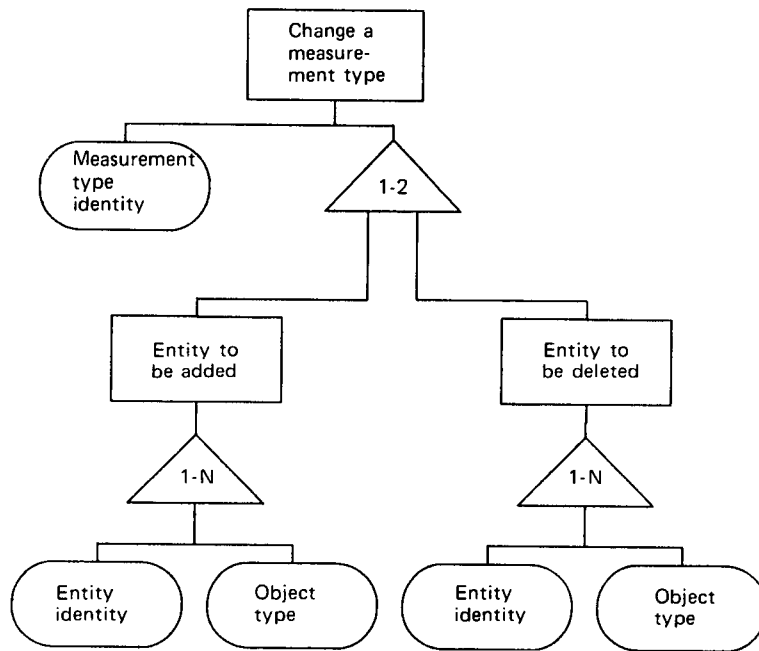 Change a
measure-
ment type
Measurement
type
identity
1-2
Entity to
be added
Entity to
be deleted
1-N
1-N
Entity
identity
Object
type
Entity
identity
Object
type